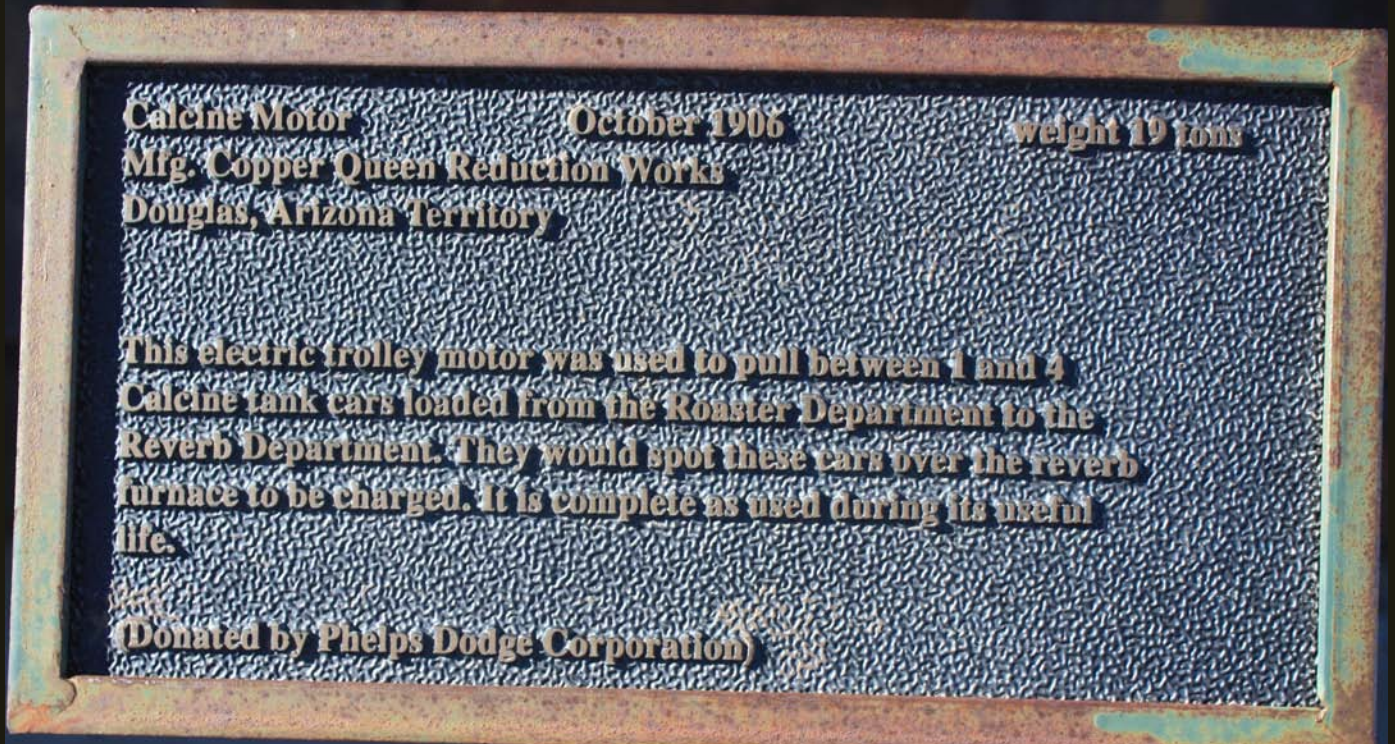 Calcine Motor October 1906 weight 19 tons
Mfg. Copper Queen Reduction Works
Douglas, Arizona Territory
This electric trolley motor was used to pull between 1 and 4
Calcine tank cars loaded from the Roaster Department to the
Reverb Department. They would spot these cars over the reverb
furnace to be charged. It is complete as used during its useful
life.
(Donated by Phelps Dodge Corporation)